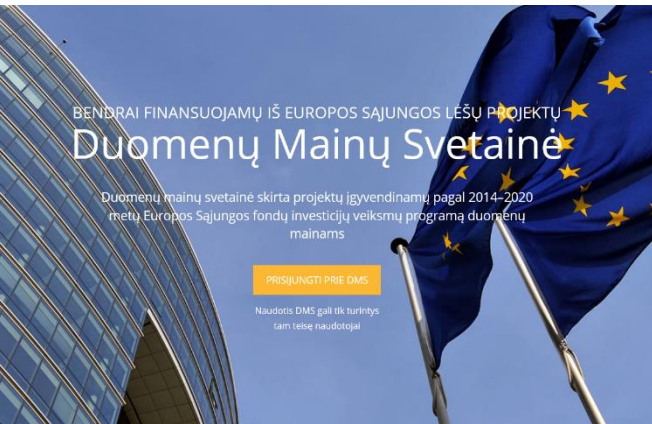 BENDRAI FINANSUOJAMŲ IŠ EUROPOS SĄJUNGOS LĖŠŲ PROJEKTŲ
Duomenų Mainų Svetainė
Duomenų mainų svetainė skirta projektų įgyvendinamų pagal 2014–2020
metų Europos Sąjungos fondų investicijų veiksmų programą duomenų
mainams
PRISIJUNGTI PRIE DMS
Naudotis DMS gali tik turintys
tam teisę naudotojai